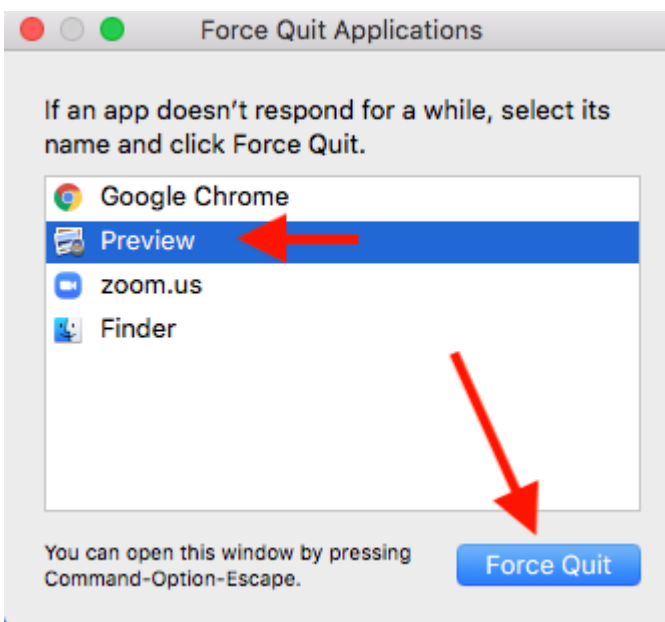 Force Quit Applications
If an app doesn’t respond for a while, select its
name and click Force Quit.
Google Chrome
Preview
zoom.us
Finder
You can open this window by pressing
Command-Option-Escape.
Force Quit